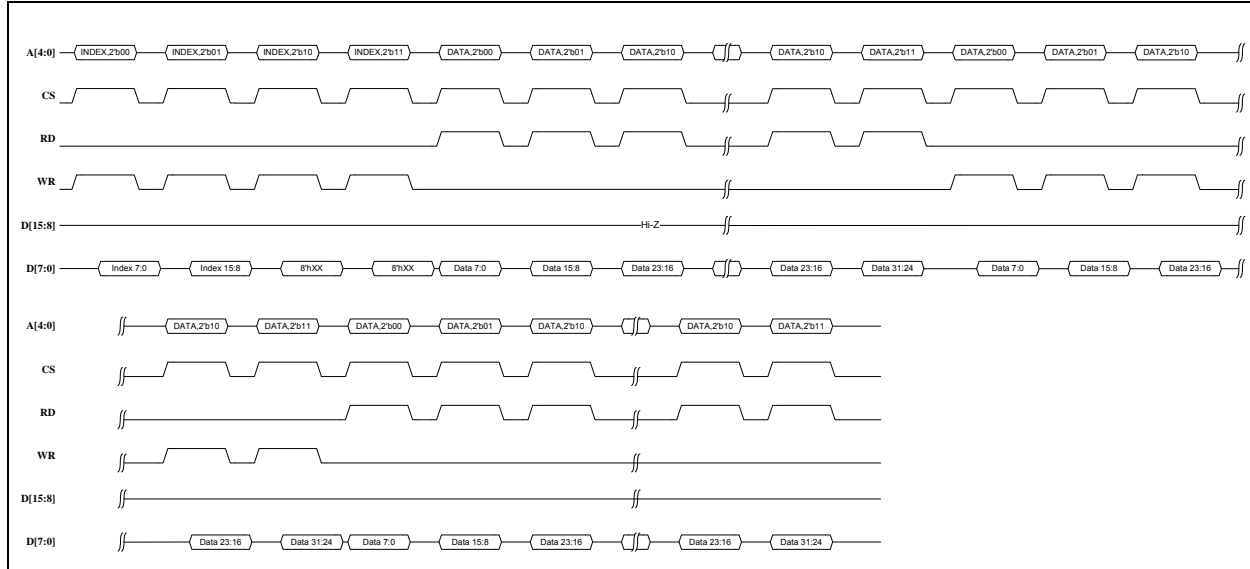 A[4:0] INDEX,2'b00 INDEX,2'b01 INDEX,2'b10 INDEX,2'b11 DATA,2'b00 DATA,2'b01 DATA,2'b10 DATA,2'b10 DATA,2'b11 DATA,2'b00 DATA,2'b01 DATA,2'b10
CS
RD
WR
D[15:8] Hi-Z
D[7:0] Index 7:0 Index 15:8 8'hXX 8'hXX Data 7:0 Data 15:8 Data 23:16 Data 23:16 Data 31:24 Data 7:0 Data 15:8 Data 23:16
A[4:0] DATA,2'b10 DATA,2'b11 DATA,2'b00 DATA,2'b01 DATA,2'b10 DATA,2'b10 DATA,2'b11
CS
RD
WR
D[15:8]
D[7:0] Data 23:16 Data 31:24 Data 7:0 Data 15:8 Data 23:16 Data 23:16 Data 31:24